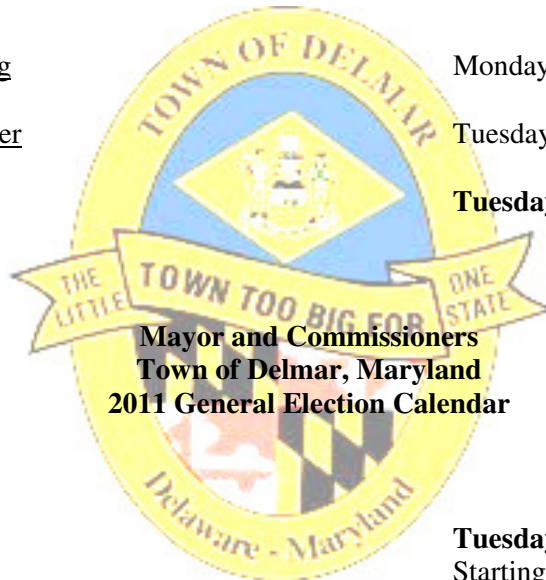 g
Monday
er
Tuesday
Tuesday
TOWN OF DELMAR
THE LITTLE
TOWN TOO BIG FOR
ONE STATE
Mayor and Commissioners
Town of Delmar, Maryland
2011 General Election Calendar
Delaware - Maryland
Tuesday
Starting